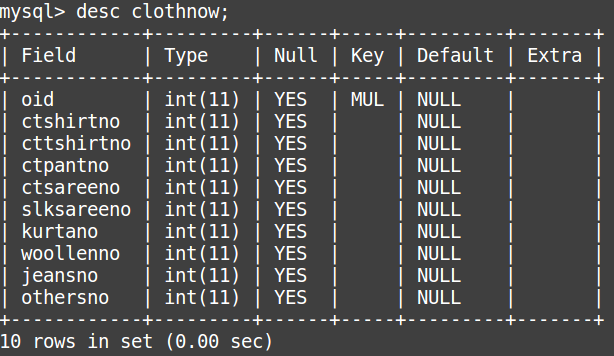 mysql> desc clothnow;
+------------+---------+------+-----+---------+-------+
| Field      | Type    | Null | Key | Default | Extra |
+------------+---------+------+-----+---------+-------+
| oid        | int(11) | YES  | MUL | NULL    |       |
| ctshirtno  | int(11) | YES  |     | NULL    |       |
| cttshirtno | int(11) | YES  |     | NULL    |       |
| ctpantno   | int(11) | YES  |     | NULL    |       |
| ctsareeno  | int(11) | YES  |     | NULL    |       |
| slksareeno | int(11) | YES  |     | NULL    |       |
| kurtano    | int(11) | YES  |     | NULL    |       |
| woollenno  | int(11) | YES  |     | NULL    |       |
| jeansno    | int(11) | YES  |     | NULL    |       |
| othersno   | int(11) | YES  |     | NULL    |       |
+------------+---------+------+-----+---------+-------+
10 rows in set (0.00 sec)